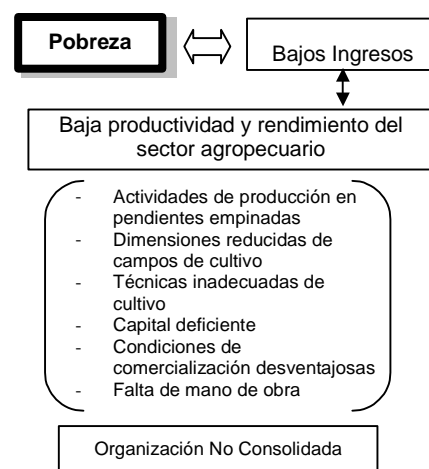 Pobreza
Bajos Ingresos
Baja productividad y rendimiento del
sector agropecuario
- Actividades de producción en
pendientes empinadas
- Dimensiones reducidas de
campos de cultivo
- Técnicas inadecuadas de
cultivo
- Capital deficiente
- Condiciones de
comercialización desventajosas
- Falta de mano de obra
Organización No Consolidada